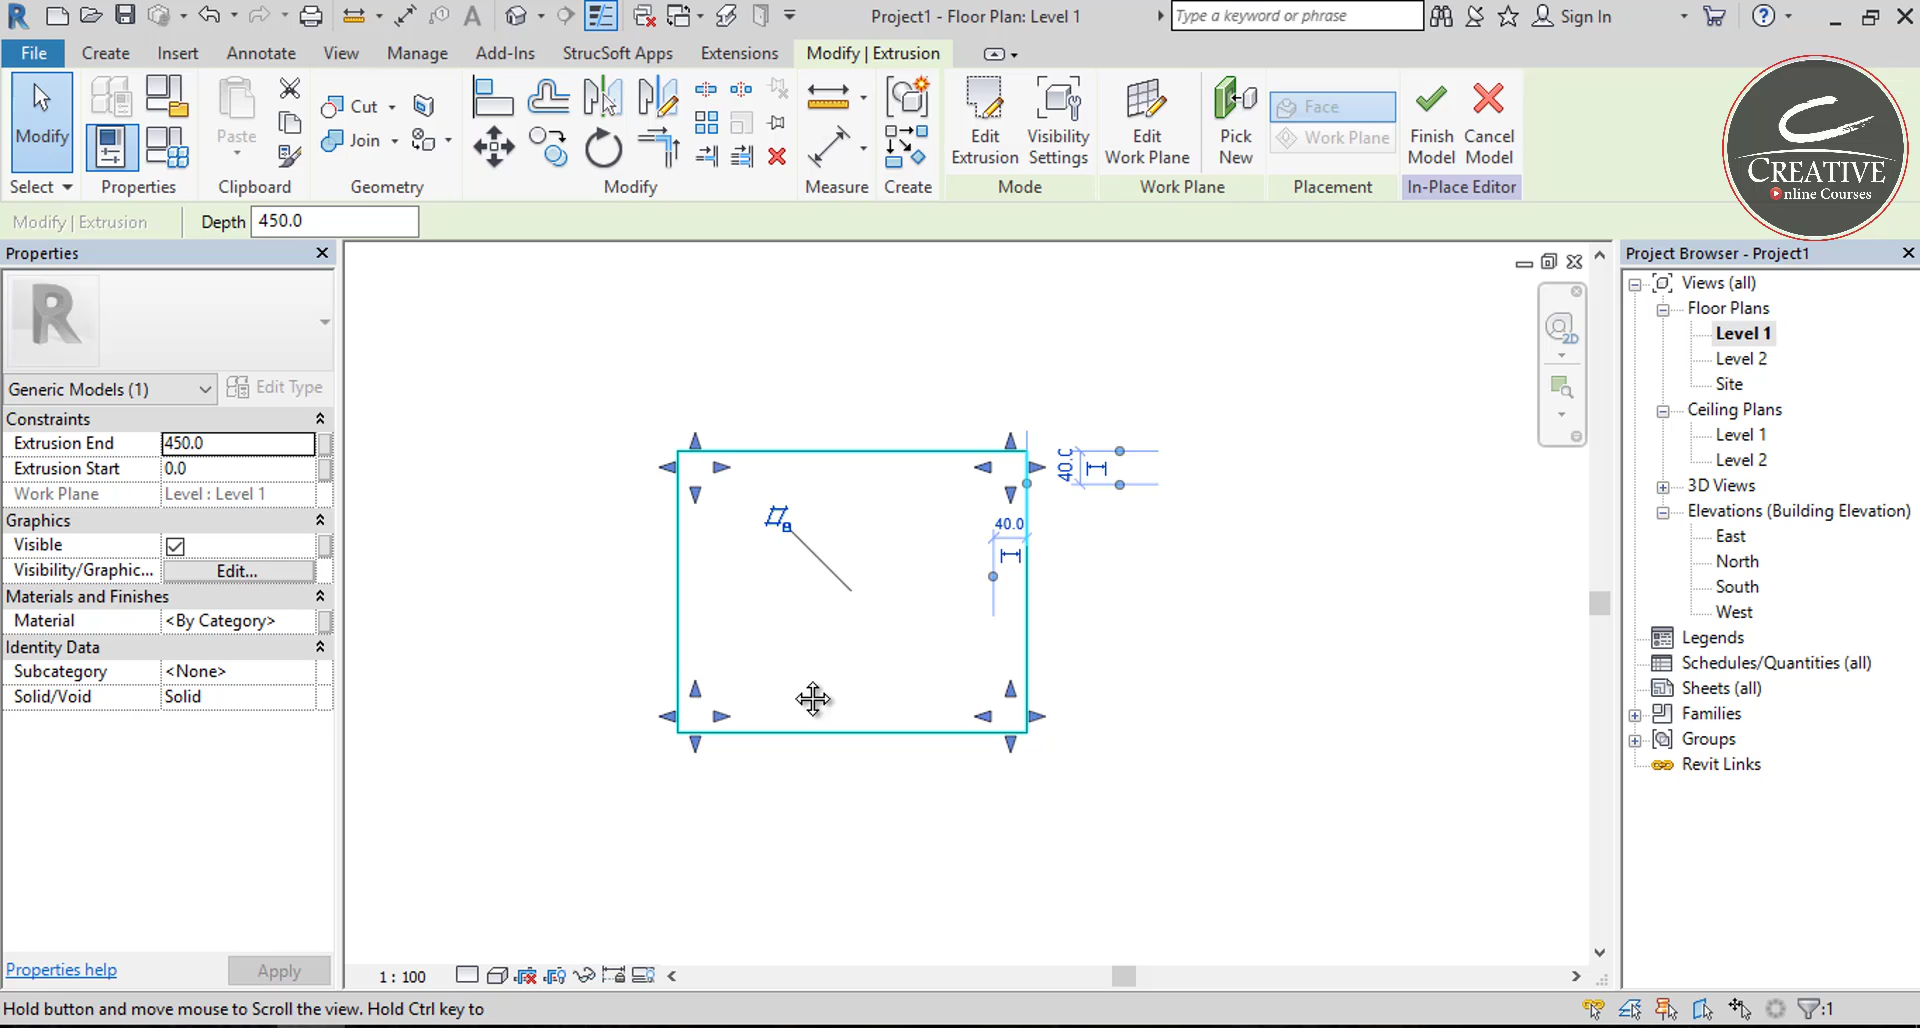 Project1 - Floor Plan: Level 1
Type a keyword or phrase
Sign In
File
Create
Insert
Annotate
View
Manage
Add-Ins
StrucSoft Apps
Extensions
Modify | Extrusion
Modify
Paste
Cut
Join
Edit
Extrusion
Visibility
Settings
Edit
Work Plane
Pick
New
Face
Work Plane
Finish
Model
Cancel
Model
Select
Properties
Clipboard
Geometry
Modify
Measure
Create
Mode
Work Plane
Placement
In-Place Editor
CREATIVE
Online Courses
Modify | Extrusion
Depth
450.0
Properties
Generic Models (1)
Edit Type
Constraints
Extrusion End
450.0
Extrusion Start
0.0
Work Plane
Level : Level 1
Graphics
Visible
Visibility/Graphic...
Edit...
Materials and Finishes
Material
<By Category>
Identity Data
Subcategory
<None>
Solid/Void
Solid
Properties help
Apply
40.0
40.0
2D
1 : 100
Project Browser - Project1
Views (all)
Floor Plans
Level 1
Level 2
Site
Ceiling Plans
Level 1
Level 2
3D Views
Elevations (Building Elevation)
East
North
South
West
Legends
Schedules/Quantities (all)
Sheets (all)
Families
Groups
Revit Links
Hold button and move mouse to Scroll the view. Hold Ctrl key to
:1